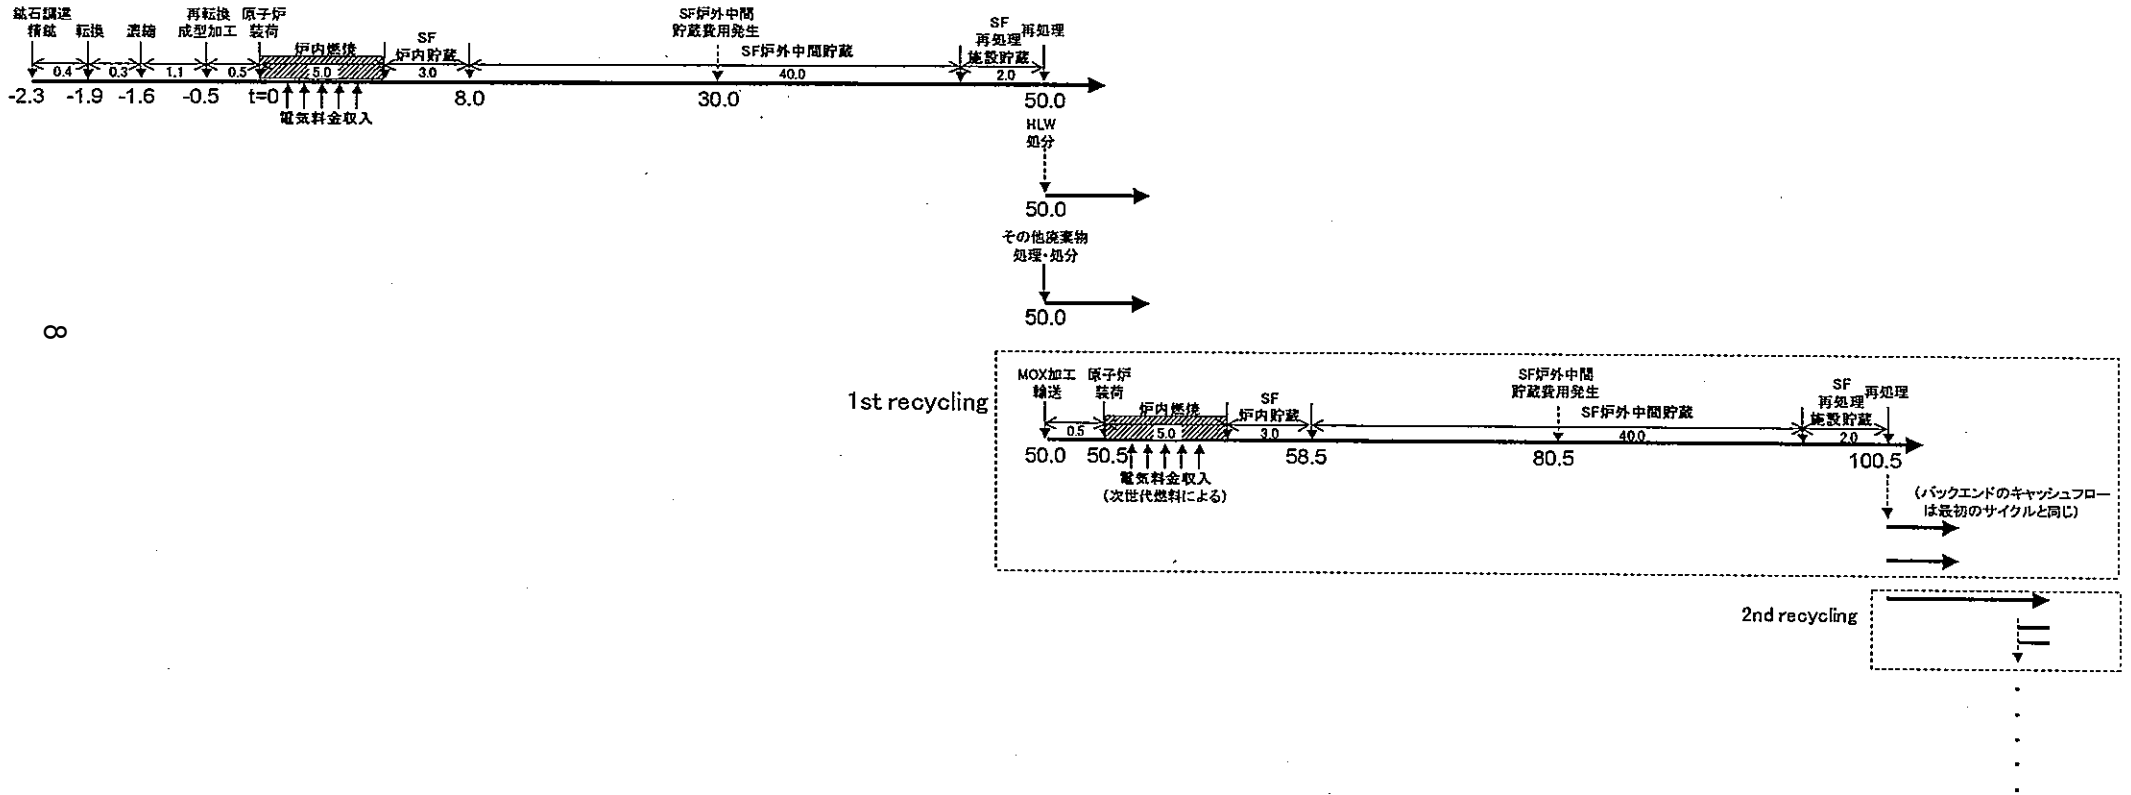 鉱石調達
精鉱
転換
濃縮
再転換
成型加工
原子炉
装荷
炉内燃焼
SF
炉内貯蔵
SF炉外中間
貯蔵費用発生
SF炉外中間貯蔵
SF
再処理
施設貯蔵
再処理
0.4
0.3
1.1
0.5
5.0
3.0
40.0
2.0
-2.3
-1.9
-1.6
-0.5
t=0
8.0
30.0
50.0
電気料金収入
HLW
処分
50.0
その他廃棄物
処理・処分
50.0
∞
1st recycling
MOX加工
輸送
原子炉
装荷
炉内燃焼
SF
炉内貯蔵
SF炉外中間
貯蔵費用発生
SF炉外中間貯蔵
SF
再処理
施設貯蔵
再処理
0.5
5.0
3.0
40.0
2.0
50.0
50.5
58.5
80.5
100.5
電気料金収入
(次世代燃料による)
(バックエンドのキャッシュフロー
は最初のサイクルと同じ)
2nd recycling